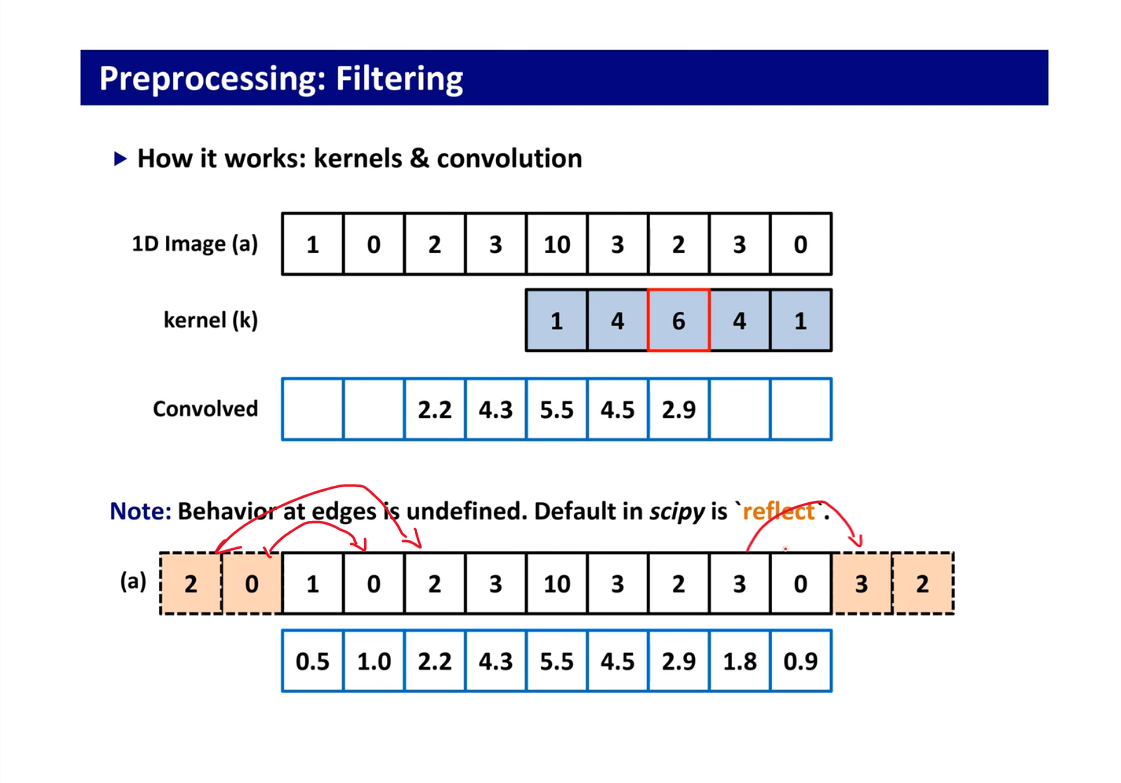 Preprocessing: Filtering
How it works: kernels & convolution
1D Image (a) 1 0 2 3 10 3 2 3 0
kernel (k) 1 4 6 4 1
Convolved 2.2 4.3 5.5 4.5 2.9
Note: Behavior at edges is undefined. Default in scipy is `reflect`.
(a) 2 0 1 0 2 3 10 3 2 3 0 3 2
0.5 1.0 2.2 4.3 5.5 4.5 2.9 1.8 0.9